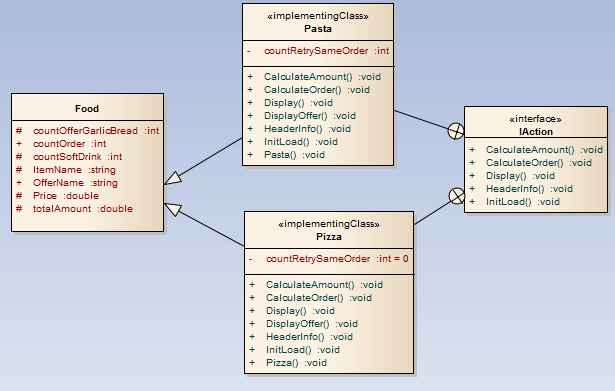 «implementingClass»
Pasta
- countRetrySameOrder :int
+ CalculateAmount() :void
+ CalculateOrder() :void
+ Display() :void
+ DisplayOffer() :void
+ HeaderInfo() :void
+ InitLoad() :void
+ Pasta() :void
Food
# countOfferGarlicBread :int
+ countOrder :int
# countSoftDrink :int
# ItemName :string
+ OfferName :string
# Price :double
# totalAmount :double
«interface»
IAction
+ CalculateAmount() :void
+ CalculateOrder() :void
+ Display() :void
+ HeaderInfo() :void
+ InitLoad() :void
«implementingClass»
Pizza
- countRetrySameOrder :int = 0
+ CalculateAmount() :void
+ CalculateOrder() :void
+ Display() :void
+ DisplayOffer() :void
+ HeaderInfo() :void
+ InitLoad() :void
+ Pizza() :void